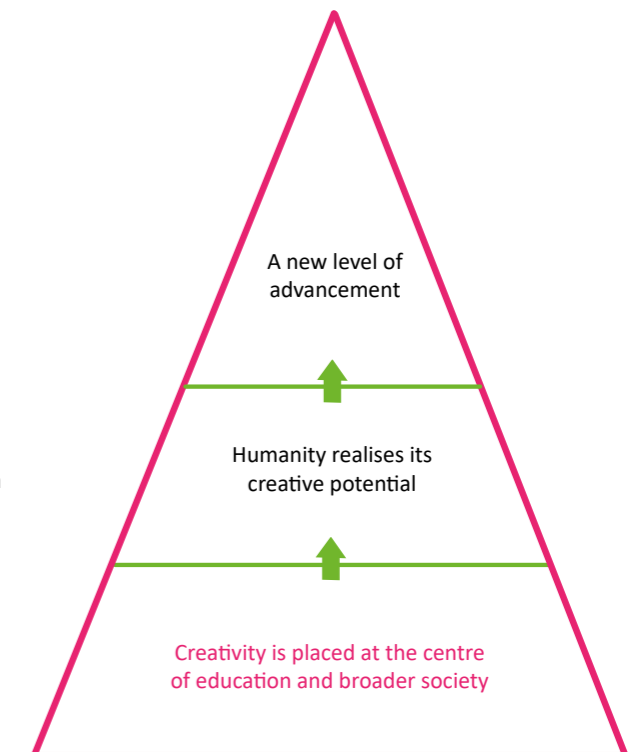 A new level of
advancement
Humanity realises its
creative potential
Creativity is placed at the centre
of education and broader society